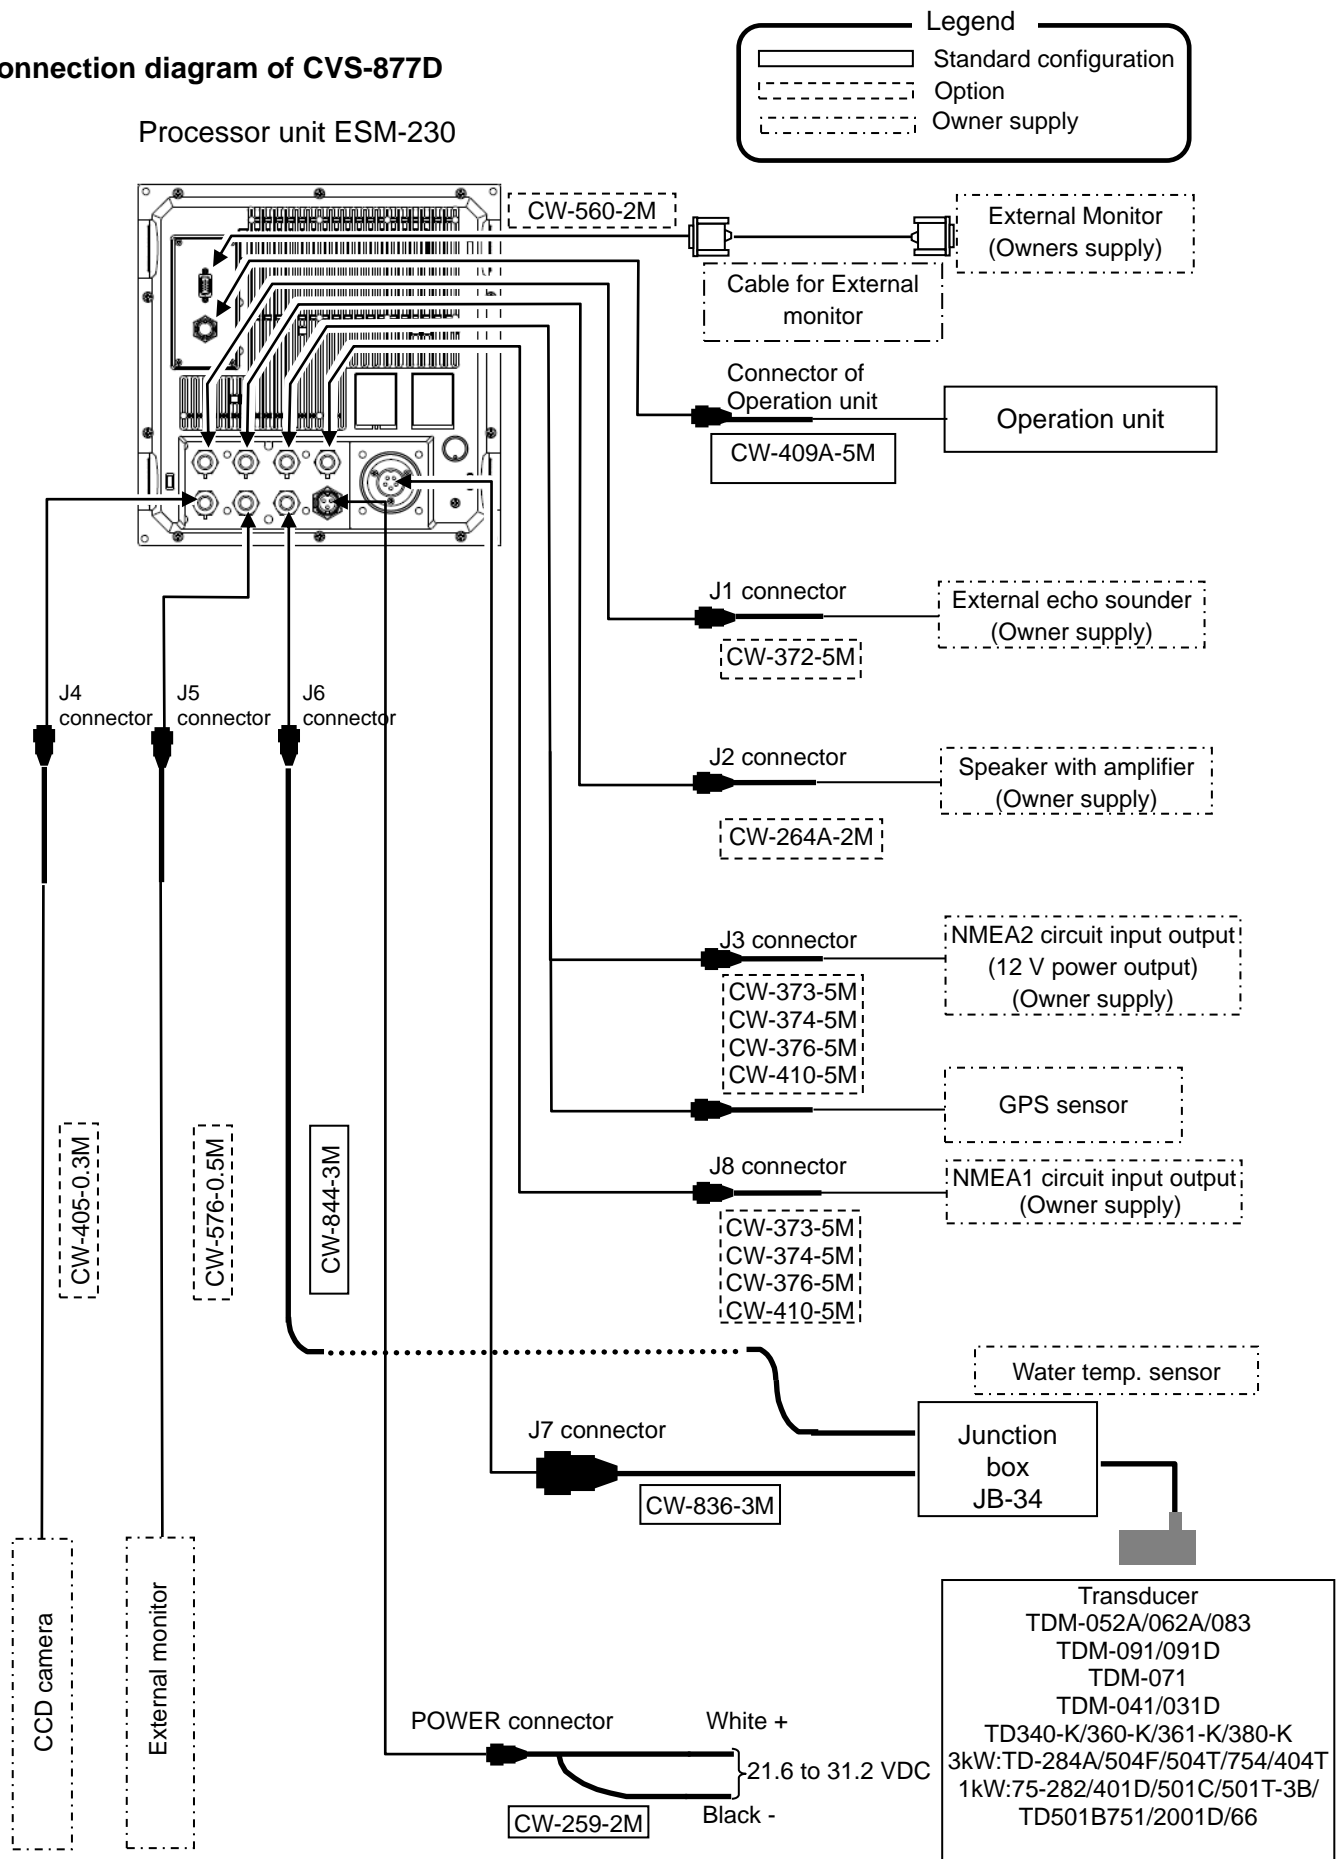 onnection diagram of CVS-877D
Legend
Standard configuration
Option
Owner supply
Processor unit ESM-230
CW-560-2M
External Monitor
(Owners supply)
Cable for External
monitor
Connector of
Operation unit
CW-409A-5M
Operation unit
J1 connector
CW-372-5M
External echo sounder
(Owner supply)
J4
connector
J5
connector
J6
connector
J2 connector
CW-264A-2M
Speaker with amplifier
(Owner supply)
J3 connector
CW-373-5M
CW-374-5M
CW-376-5M
CW-410-5M
NMEA2 circuit input output
(12 V power output)
(Owner supply)
GPS sensor
J8 connector
CW-373-5M
CW-374-5M
CW-376-5M
CW-410-5M
NMEA1 circuit input output
(Owner supply)
CW-405-0.3M
CW-576-0.5M
CW-844-3M
Water temp. sensor
J7 connector
CW-836-3M
Junction
box
JB-34
CCD camera
External monitor
POWER connector
White +
21.6 to 31.2 VDC
Black -
CW-259-2M
Transducer
TDM-052A/062A/083
TDM-091/091D
TDM-071
TDM-041/031D
TD340-K/360-K/361-K/380-K
3kW:TD-284A/504F/504T/754/404T
1kW:75-282/401D/501C/501T-3B/
TD501B751/2001D/66